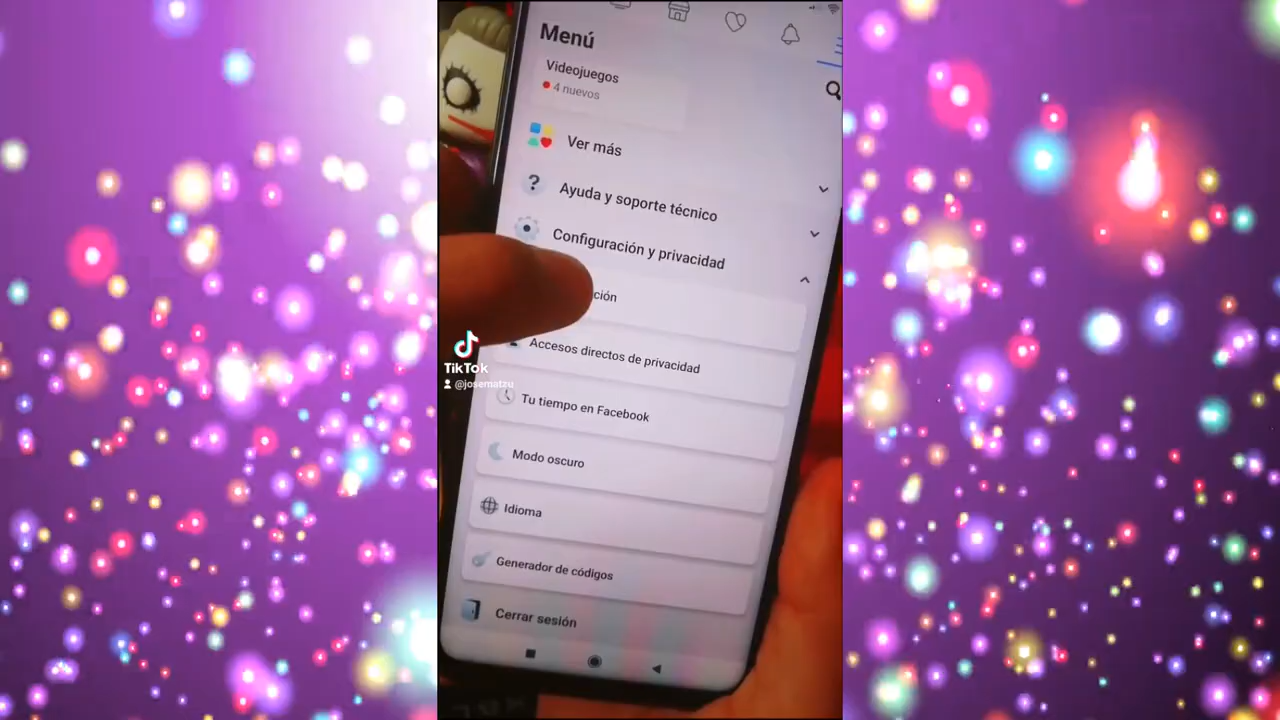 Menú
Videojuegos
4 nuevos
Ver más
Ayuda y soporte técnico
Configuración y privacidad
ción
Accesos directos de privacidad
Tu tiempo en Facebook
Modo oscuro
Idioma
Generador de códigos
Cerrar sesión
TikTok
@josematzu